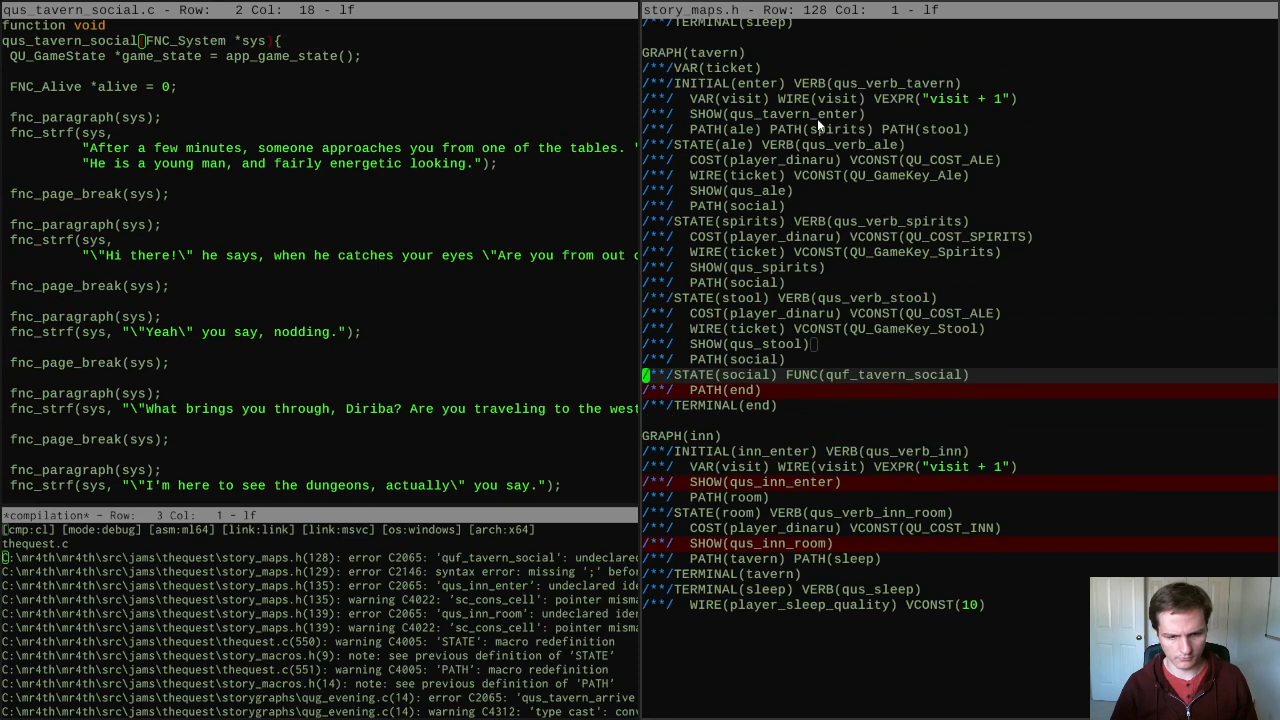 qus_tavern_social.c - Row:   2 Col:  18 - lf
function void
qus_tavern_social(FNC_System *sys){
 QU_GameState *game_state = app_game_state();
 FNC_Alive *alive = 0;
 fnc_paragraph(sys);
 fnc_strf(sys,
          "After a few minutes, someone approaches you from one of the tables. "
          "He is a young man, and fairly energetic looking.");
 fnc_page_break(sys);
 fnc_paragraph(sys);
 fnc_strf(sys,
          "\"Hi there!\" he says, when he catches your eyes \"Are you from out
 fnc_page_break(sys);
 fnc_paragraph(sys);
 fnc_strf(sys, "\"Yeah\" you say, nodding.");
 fnc_page_break(sys);
 fnc_paragraph(sys);
 fnc_strf(sys, "\"What brings you through, Diriba? Are you traveling to the west
 fnc_page_break(sys);
 fnc_paragraph(sys);
 fnc_strf(sys, "\"I'm here to see the dungeons, actually\" you say.");
*compilation* - Row:   3 Col:   1 - lf
[cmp:cl] [mode:debug] [asm:ml64] [link:link] [link:msvc] [os:windows] [arch:x64]
thequest.c
C:\mr4th\mr4th\src\jams\thequest\story_maps.h(128): error C2065: 'quf_tavern_social': undeclared
C:\mr4th\mr4th\src\jams\thequest\story_maps.h(129): error C2146: syntax error: missing ';' befor
C:\mr4th\mr4th\src\jams\thequest\story_maps.h(135): error C2065: 'qus_inn_enter': undeclared ide
C:\mr4th\mr4th\src\jams\thequest\story_maps.h(135): warning C4022: 'sc_cons_cell': pointer misma
C:\mr4th\mr4th\src\jams\thequest\story_maps.h(139): error C2065: 'qus_inn_room': undeclared iden
C:\mr4th\mr4th\src\jams\thequest\story_maps.h(139): warning C4022: 'sc_cons_cell': pointer misma
C:\mr4th\mr4th\src\jams\thequest\thequest.c(550): warning C4005: 'STATE': macro redefinition
C:\mr4th\mr4th\src\jams\thequest\story_macros.h(9): note: see previous definition of 'STATE'
C:\mr4th\mr4th\src\jams\thequest\thequest.c(551): warning C4005: 'PATH': macro redefinition
C:\mr4th\mr4th\src\jams\thequest\story_macros.h(14): note: see previous definition of 'PATH'
C:\mr4th\mr4th\src\jams\thequest\storygraphs\qug_evening.c(14): error C2065: 'qus_tavern_arrive
C:\mr4th\mr4th\src\jams\thequest\storygraphs\qug_evening.c(14): warning C4312: 'type cast': conv
story_maps.h - Row: 128 Col:   1 - lf
/**/TERMINAL(sleep)
GRAPH(tavern)
/**/VAR(ticket)
/**/INITIAL(enter) VERB(qus_verb_tavern)
/**/  VAR(visit) WIRE(visit) VEXPR("visit + 1")
/**/  SHOW(qus_tavern_enter)
/**/  PATH(ale) PATH(spirits) PATH(stool)
/**/STATE(ale) VERB(qus_verb_ale)
/**/  COST(player_dinaru) VCONST(QU_COST_ALE)
/**/  WIRE(ticket) VCONST(QU_GameKey_Ale)
/**/  SHOW(qus_ale)
/**/  PATH(social)
/**/STATE(spirits) VERB(qus_verb_spirits)
/**/  COST(player_dinaru) VCONST(QU_COST_SPIRITS)
/**/  WIRE(ticket) VCONST(QU_GameKey_Spirits)
/**/  SHOW(qus_spirits)
/**/  PATH(social)
/**/STATE(stool) VERB(qus_verb_stool)
/**/  COST(player_dinaru) VCONST(QU_COST_ALE)
/**/  WIRE(ticket) VCONST(QU_GameKey_Stool)
/**/  SHOW(qus_stool)
/**/  PATH(social)
/**/STATE(social) FUNC(quf_tavern_social)
/**/  PATH(end)
/**/TERMINAL(end)
GRAPH(inn)
/**/INITIAL(inn_enter) VERB(qus_verb_inn)
/**/  VAR(visit) WIRE(visit) VEXPR("visit + 1")
/**/  SHOW(qus_inn_enter)
/**/  PATH(room)
/**/STATE(room) VERB(qus_verb_inn_room)
/**/  COST(player_dinaru) VCONST(QU_COST_INN)
/**/  SHOW(qus_inn_room)
/**/  PATH(tavern) PATH(sleep)
/**/TERMINAL(tavern)
/**/TERMINAL(sleep) VERB(qus_sleep)
/**/  WIRE(player_sleep_quality) VCONST(10)